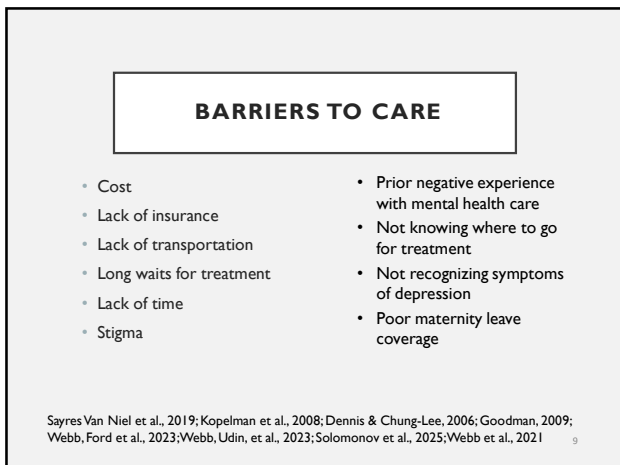 BARRIERS TO CARE
• Cost
• Lack of insurance
• Lack of transportation
• Long waits for treatment
• Lack of time
• Stigma
• Prior negative experience
with mental health care
• Not knowing where to go
for treatment
• Not recognizing symptoms
of depression
• Poor maternity leave
coverage
Sayres Van Niel et al., 2019; Kopelman et al., 2008; Dennis & Chung-Lee, 2006; Goodman, 2009;
Webb, Ford et al., 2023; Webb, Udin, et al., 2023; Solomonov et al., 2025; Webb et al., 2021
9